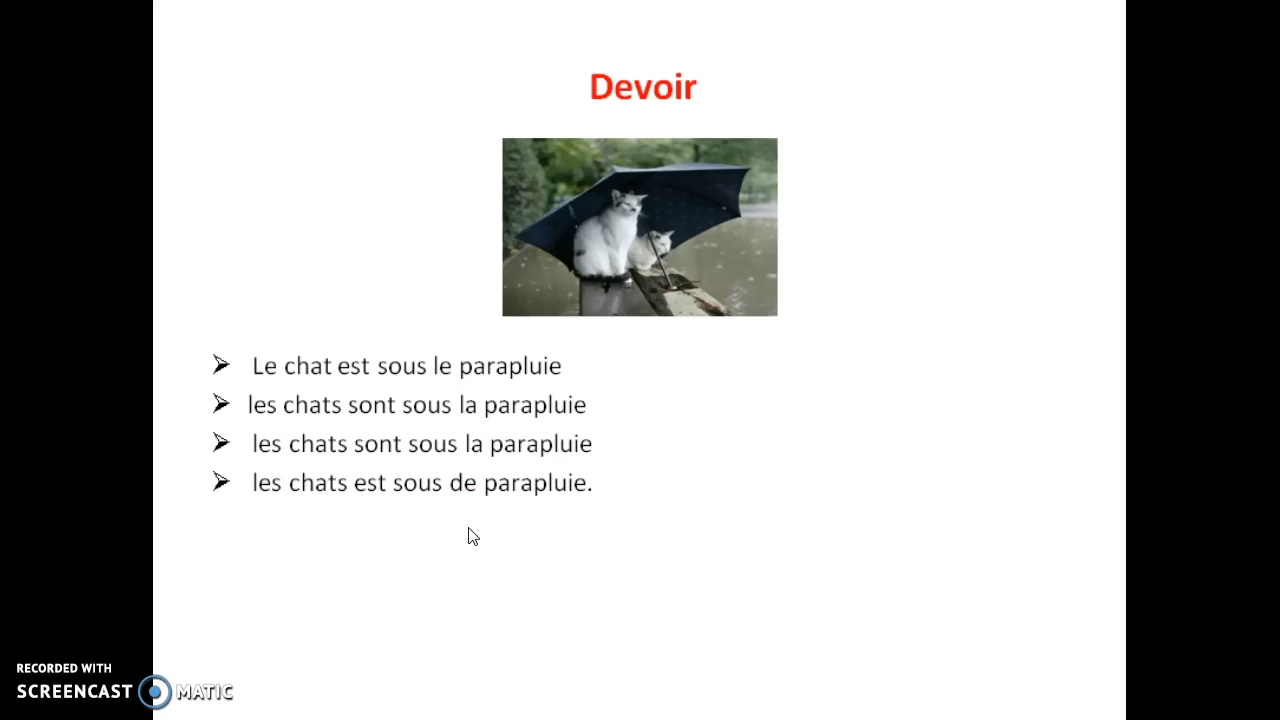 Devoir
Le chat est sous le parapluie
les chats sont sous la parapluie
les chats sont sous la parapluie
les chats est sous de parapluie.
RECORDED WITH
SCREENCAST MATIC